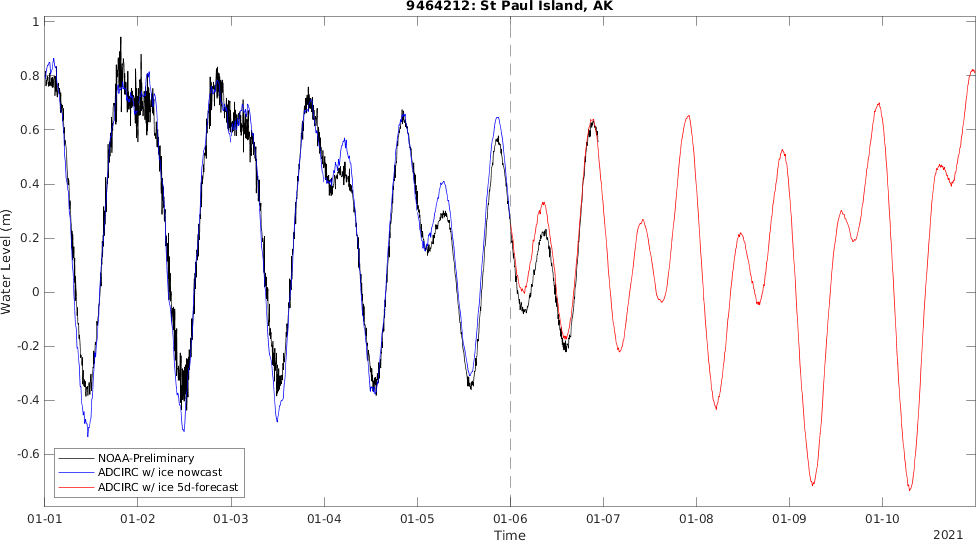 9464212: St Paul Island, AK
Water Level (m)
1
0.8
0.6
0.4
0.2
0
-0.2
-0.4
-0.6
NOAA-Preliminary
ADCIRC w/ ice nowcast
ADCIRC w/ ice 5d-forecast
01-01 01-02 01-03 01-04 01-05 01-06 01-07 01-08 01-09 01-10
Time
2021